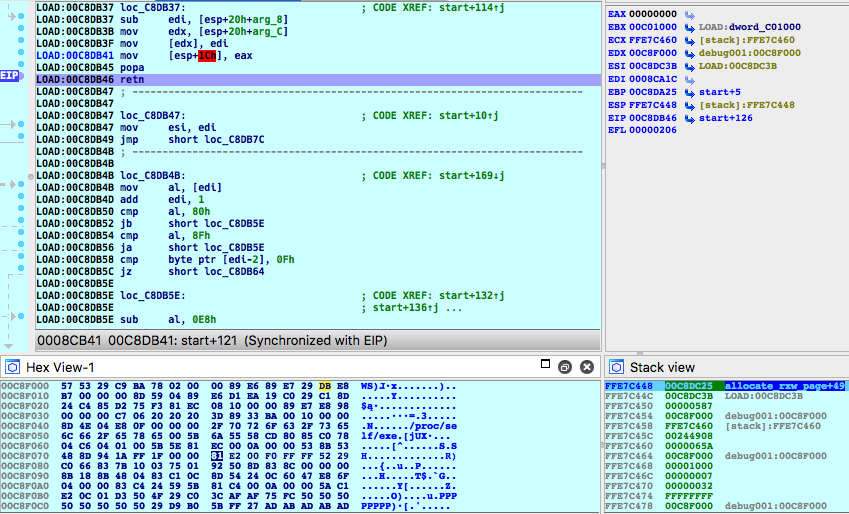 LOAD:00C8DB37 loc_C8DB37: ; CODE XREF: start+114↑j
LOAD:00C8DB37 sub edi, [esp+20h+arg_8]
LOAD:00C8DB3B mov edx, [esp+20h+arg_C]
LOAD:00C8DB3F mov [edx], edi
LOAD:00C8DB41 mov [esp+1Ch], eax
LOAD:00C8DB45 popa
EIP LOAD:00C8DB46 retn
LOAD:00C8DB47 ; ---------------------------------------------------------------------------
LOAD:00C8DB47
LOAD:00C8DB47 loc_C8DB47: ; CODE XREF: start+10↑j
LOAD:00C8DB47 mov esi, edi
LOAD:00C8DB49 jmp short loc_C8DB7C
LOAD:00C8DB4B ; ---------------------------------------------------------------------------
LOAD:00C8DB4B
LOAD:00C8DB4B loc_C8DB4B: ; CODE XREF: start+169↓j
LOAD:00C8DB4B mov al, [edi]
LOAD:00C8DB4D add edi, 1
LOAD:00C8DB50 cmp al, 80h
LOAD:00C8DB52 jb short loc_C8DB5E
LOAD:00C8DB54 cmp al, 8Fh
LOAD:00C8DB56 ja short loc_C8DB5E
LOAD:00C8DB58 cmp byte ptr [edi-2], 0Fh
LOAD:00C8DB5C jz short loc_C8DB64
LOAD:00C8DB5E
LOAD:00C8DB5E loc_C8DB5E: ; CODE XREF: start+132↑j
LOAD:00C8DB5E ; start+136↑j ...
LOAD:00C8DB5E sub al, 0E8h
0008CB41 00C8DB41: start+121 (Synchronized with EIP)
EAX 00000000
EBX 00C01000 LOAD:dword_C01000
ECX FFE7C460 [stack]:FFE7C460
EDX 00C8F000 debug001:00C8F000
ESI 00C8DC3B LOAD:00C8DC3B
EDI 0008CA1C
EBP 00C8DA25 start+5
ESP FFE7C448 [stack]:FFE7C448
EIP 00C8DB46 start+126
EFL 00000206
Hex View-1
00C8F000 57 53 29 C9 BA 78 02 00 00 89 E6 89 E7 29 DB E8 WS)J·x.......)..
00C8F010 B7 00 00 00 8D 59 04 89 E6 D1 EA 19 C0 29 C1 8D
00C8F020 24 C4 85 D2 75 F3 81 EC 08 10 00 00 89 E7 E8 98
00C8F030 00 00 00 C7 06 20 20 20 3D 89 33 BA 00 10 00 00
00C8F040 8D 4E 04 E8 0F 00 00 00 2F 70 72 6F 63 2F 73 65 .N....../proc/se
00C8F050 6C 66 2F 65 78 65 00 5B 6A 55 58 CD 80 85 C0 78 lf/exe.[jUX·...x
00C8F060 04 C6 04 01 00 5B 5E 81 EC 00 0A 00 00 53 8B 53 .....[^......S.S
00C8F070 48 8D 94 1A FF 1F 00 00 81 E2 00 F0 FF FF 52 29 H.............R)
00C8F080 C0 66 83 7B 10 03 75 01 92 50 8D 83 8C 00 00 00
00C8F090 8B 18 8B 48 04 83 C1 0C 8D 54 24 0C 60 47 E8 6F
00C8F0A0 04 00 00 83 C4 24 59 5B 81 C4 00 0A 00 00 5A C1
00C8F0B0 E2 0C 01 D3 50 4F 29 C0 3C AF AF 75 FC 50 50 50
00C8F0C0 50 50 50 50 50 29 D9 B0 5B FF 27 AD AB AD AB AD
Stack view
FFE7C448 00C8DC25 allocate_rxw_page+49
FFE7C44C 00C8DC3B LOAD:00C8DC3B
FFE7C450 00000587
FFE7C454 00C8F000 debug001:00C8F000
FFE7C458 FFE7C460 [stack]:FFE7C460
FFE7C45C 00244908
FFE7C460 0000065A
FFE7C464 00C8F000 debug001:00C8F000
FFE7C468 00001000
FFE7C46C 00000007
FFE7C470 00000032
FFE7C474 FFFFFFFF
FFE7C478 00C8F000 debug001:00C8F000